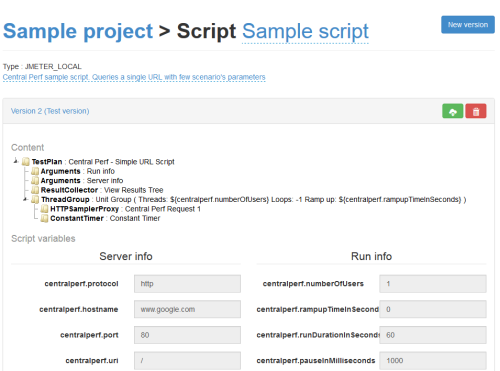 Sample project > Script Sample script
New version
Type : JMETER_LOCAL
Central Perf sample script. Queries a single URL with few scenario's parameters
Version 2 (Test version)
Content
TestPlan : Central Perf - Simple URL Script
Arguments : Run info
Arguments : Server info
ResultCollector : View Results Tree
ThreadGroup : Unit Group ( Threads: ${centralperf.numberOfUsers} Loops: -1 Ramp up: ${centralperf.rampupTimeInSeconds} )
HTTPSamplerProxy : Central Perf Request 1
ConstantTimer : Constant Timer
Script variables
Server info
Run info
centralperf.protocol http
centralperf.numberOfUsers 1
centralperf.hostname www.google.com
centralperf.rampupTimeInSecond 0
centralperf.port 80
centralperf.runDurationInSeconds 60
centralperf.uri /
centralperf.pauseInMilliseconds 1000